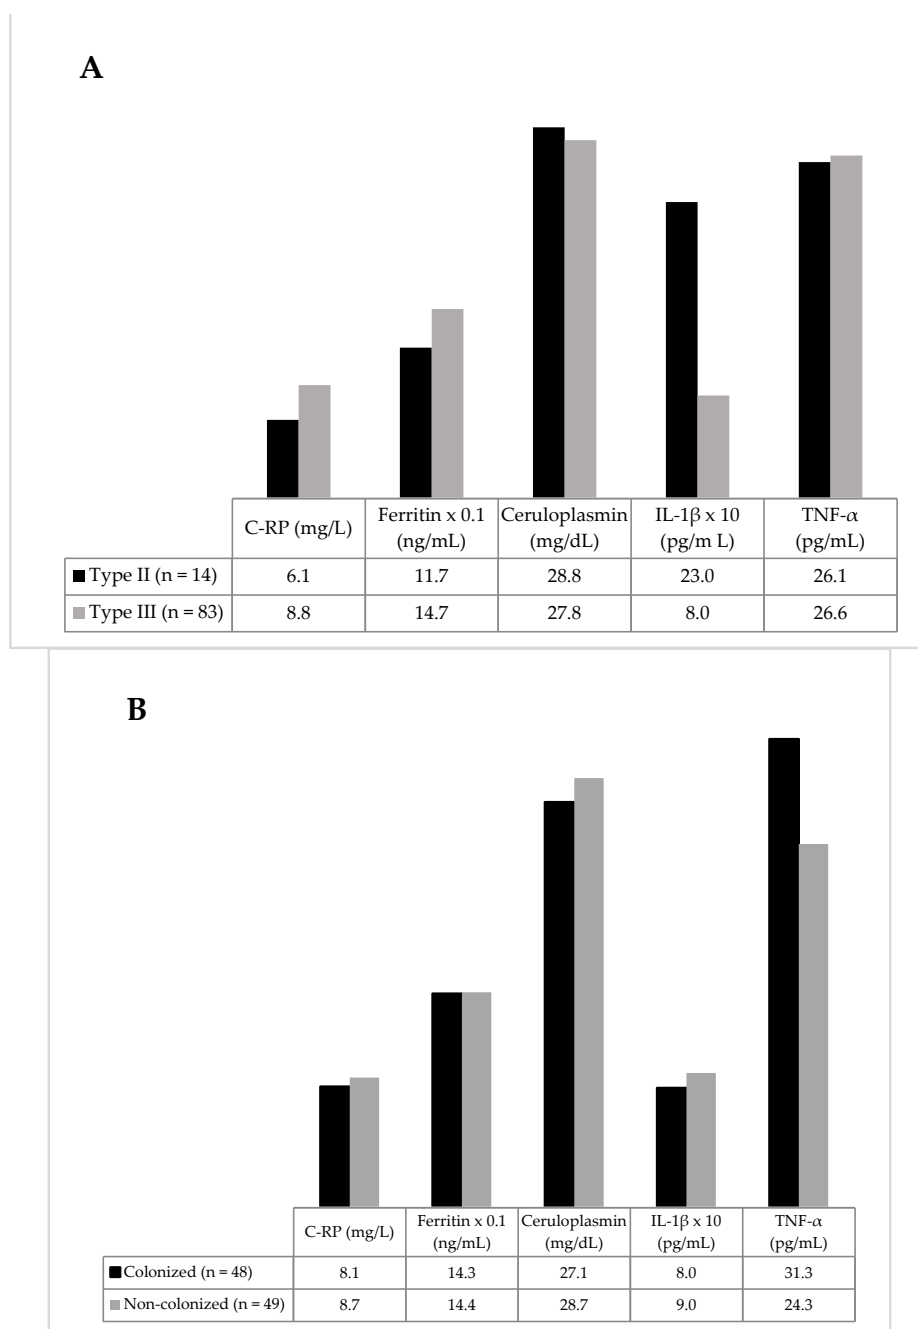 A
C-RP (mg/L) Ferritin x 0.1 (ng/mL) Ceruloplasmin (mg/dL) IL-1β x 10 (pg/m L) TNF-α (pg/mL)
Type II (n = 14) 6.1 11.7 28.8 23.0 26.1
Type III (n = 83) 8.8 14.7 27.8 8.0 26.6
B
C-RP (mg/L) Ferritin x 0.1 (ng/mL) Ceruloplasmin (mg/dL) IL-1β x 10 (pg/mL) TNF-α (pg/mL)
Colonized (n = 48) 8.1 14.3 27.1 8.0 31.3
Non-colonized (n = 49) 8.7 14.4 28.7 9.0 24.3